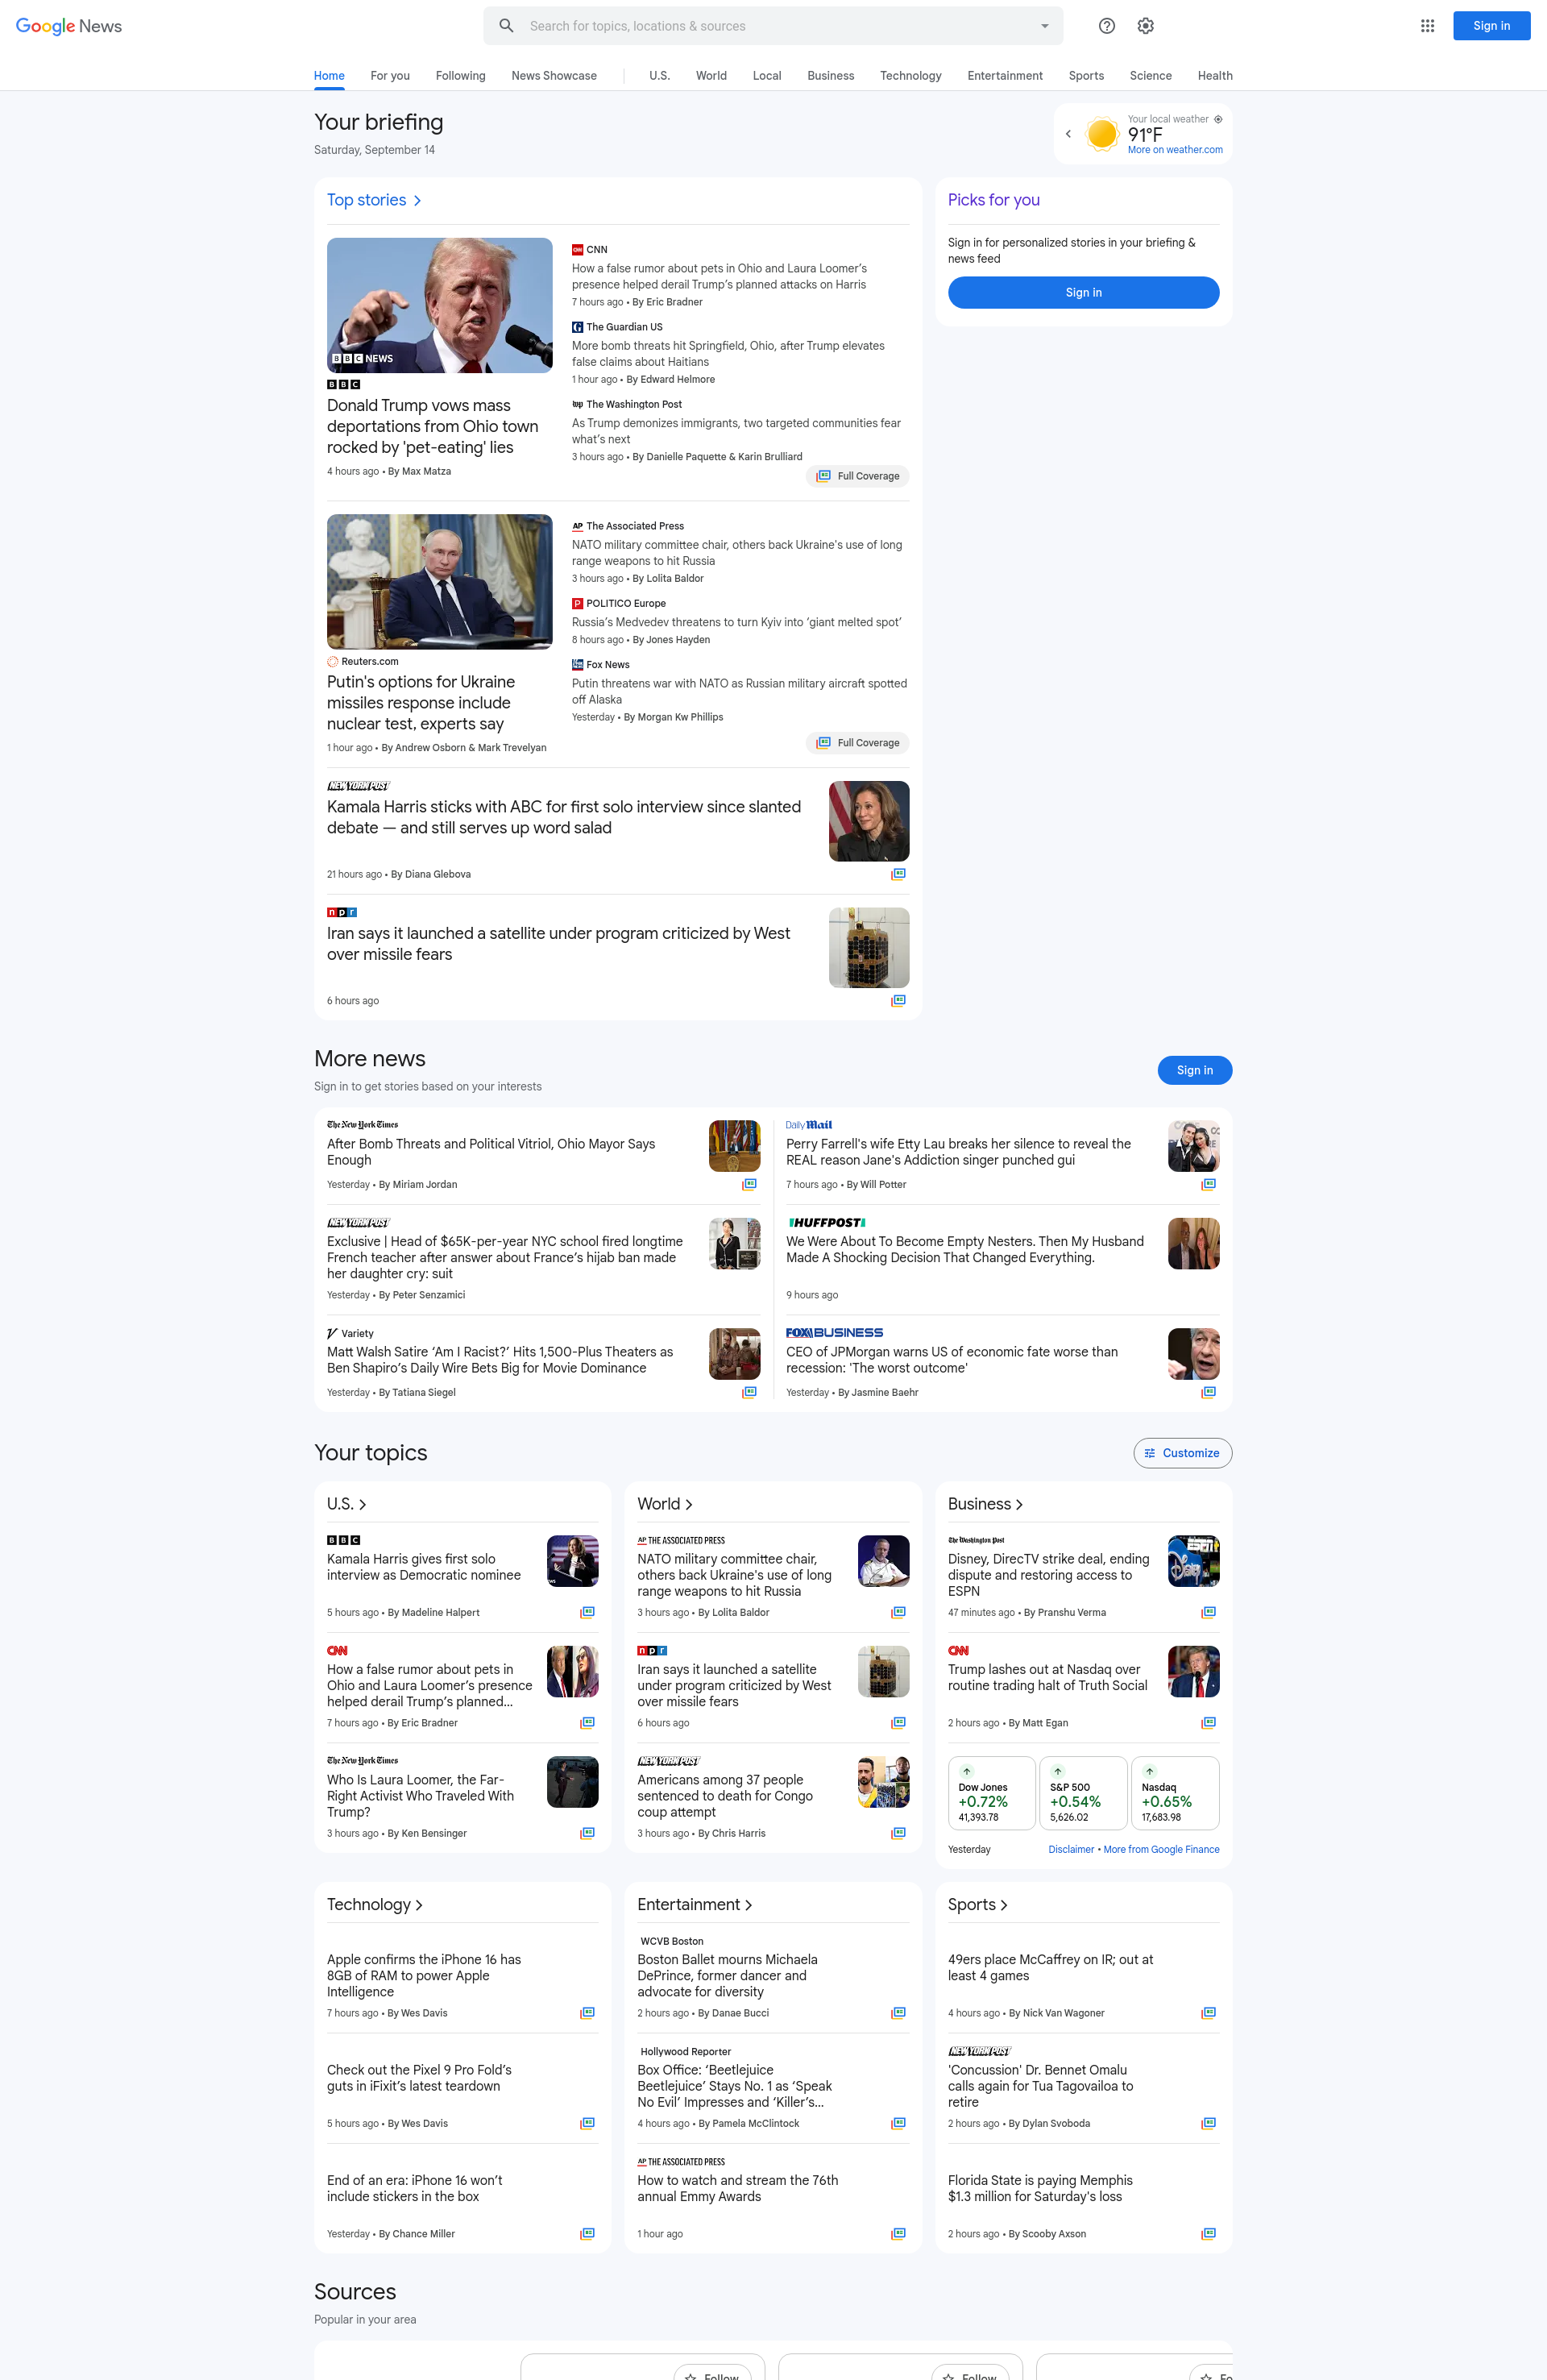 Google News
Search for topics, locations & sources
Sign in
Home
For you
Following
News Showcase
U.S.
World
Local
Business
Technology
Entertainment
Sports
Science
Health
Your briefing
Saturday, September 14
Your local weather
91°F
More on weather.com
Top stories
BBC NEWS
BBC
Donald Trump vows mass
deportations from Ohio town
rocked by 'pet-eating' lies
4 hours ago • By Max Matza
CNN
How a false rumor about pets in Ohio and Laura Loomer’s
presence helped derail Trump’s planned attacks on Harris
7 hours ago • By Eric Bradner
The Guardian US
More bomb threats hit Springfield, Ohio, after Trump elevates
false claims about Haitians
1 hour ago • By Edward Helmore
The Washington Post
As Trump demonizes immigrants, two targeted communities fear
what’s next
3 hours ago • By Danielle Paquette & Karin Brulliard
Full Coverage
Picks for you
Sign in for personalized stories in your briefing &
news feed
Sign in
Reuters.com
Putin's options for Ukraine
missiles response include
nuclear test, experts say
1 hour ago • By Andrew Osborn & Mark Trevelyan
AP The Associated Press
NATO military committee chair, others back Ukraine's use of long
range weapons to hit Russia
3 hours ago • By Lolita Baldor
POLITICO Europe
Russia’s Medvedev threatens to turn Kyiv into ‘giant melted spot’
8 hours ago • By Jones Hayden
Fox News
Putin threatens war with NATO as Russian military aircraft spotted
off Alaska
Yesterday • By Morgan Kw Phillips
Full Coverage
NEW YORK POST
Kamala Harris sticks with ABC for first solo interview since slanted
debate — and still serves up word salad
21 hours ago • By Diana Glebova
npr
Iran says it launched a satellite under program criticized by West
over missile fears
6 hours ago
More news
Sign in to get stories based on your interests
Sign in
The New York Times
After Bomb Threats and Political Vitriol, Ohio Mayor Says
Enough
Yesterday • By Miriam Jordan
Daily Mail
Perry Farrell's wife Etty Lau breaks her silence to reveal the
REAL reason Jane's Addiction singer punched gui
7 hours ago • By Will Potter
NEW YORK POST
Exclusive | Head of $65K-per-year NYC school fired longtime
French teacher after answer about France’s hijab ban made
her daughter cry: suit
Yesterday • By Peter Senzamici
HUFFPOST
We Were About To Become Empty Nesters. Then My Husband
Made A Shocking Decision That Changed Everything.
9 hours ago
Variety
Matt Walsh Satire ‘Am I Racist?’ Hits 1,500-Plus Theaters as
Ben Shapiro’s Daily Wire Bets Big for Movie Dominance
Yesterday • By Tatiana Siegel
FOX BUSINESS
CEO of JPMorgan warns US of economic fate worse than
recession: 'The worst outcome'
Yesterday • By Jasmine Baehr
Your topics
Customize
U.S.
BBC
Kamala Harris gives first solo
interview as Democratic nominee
5 hours ago • By Madeline Halpert
CNN
How a false rumor about pets in
Ohio and Laura Loomer’s presence
helped derail Trump’s planned...
7 hours ago • By Eric Bradner
The New York Times
Who Is Laura Loomer, the Far-
Right Activist Who Traveled With
Trump?
3 hours ago • By Ken Bensinger
World
AP THE ASSOCIATED PRESS
NATO military committee chair,
others back Ukraine's use of long
range weapons to hit Russia
3 hours ago • By Lolita Baldor
npr
Iran says it launched a satellite
under program criticized by West
over missile fears
6 hours ago
NEW YORK POST
Americans among 37 people
sentenced to death for Congo
coup attempt
3 hours ago • By Chris Harris
Business
The Washington Post
Disney, DirecTV strike deal, ending
dispute and restoring access to
ESPN
47 minutes ago • By Pranshu Verma
CNN
Trump lashes out at Nasdaq over
routine trading halt of Truth Social
2 hours ago • By Matt Egan
Dow Jones
+0.72%
41,393.78
S&P 500
+0.54%
5,626.02
Nasdaq
+0.65%
17,683.98
Yesterday
Disclaimer • More from Google Finance
Technology
Apple confirms the iPhone 16 has
8GB of RAM to power Apple
Intelligence
7 hours ago • By Wes Davis
Check out the Pixel 9 Pro Fold’s
guts in iFixit’s latest teardown
5 hours ago • By Wes Davis
End of an era: iPhone 16 won’t
include stickers in the box
Yesterday • By Chance Miller
Entertainment
WCVB Boston
Boston Ballet mourns Michaela
DePrince, former dancer and
advocate for diversity
2 hours ago • By Danae Bucci
Hollywood Reporter
Box Office: ‘Beetlejuice
Beetlejuice’ Stays No. 1 as ‘Speak
No Evil’ Impresses and ‘Killer’s...
4 hours ago • By Pamela McClintock
AP THE ASSOCIATED PRESS
How to watch and stream the 76th
annual Emmy Awards
1 hour ago
Sports
49ers place McCaffrey on IR; out at
least 4 games
4 hours ago • By Nick Van Wagoner
NEW YORK POST
'Concussion' Dr. Bennet Omalu
calls again for Tua Tagovailoa to
retire
2 hours ago • By Dylan Svoboda
Florida State is paying Memphis
$1.3 million for Saturday's loss
2 hours ago • By Scooby Axson
Sources
Popular in your area
Follow
Follow
Fo